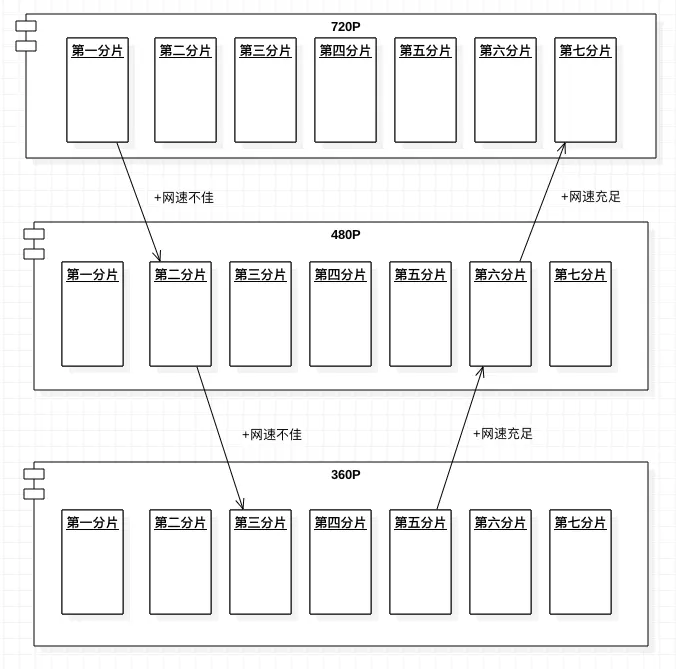 720P
第一分片 第二分片 第三分片 第四分片 第五分片 第六分片 第七分片
+网速不佳 +网速充足
480P
第一分片 第二分片 第三分片 第四分片 第五分片 第六分片 第七分片
+网速不佳 +网速充足
360P
第一分片 第二分片 第三分片 第四分片 第五分片 第六分片 第七分片